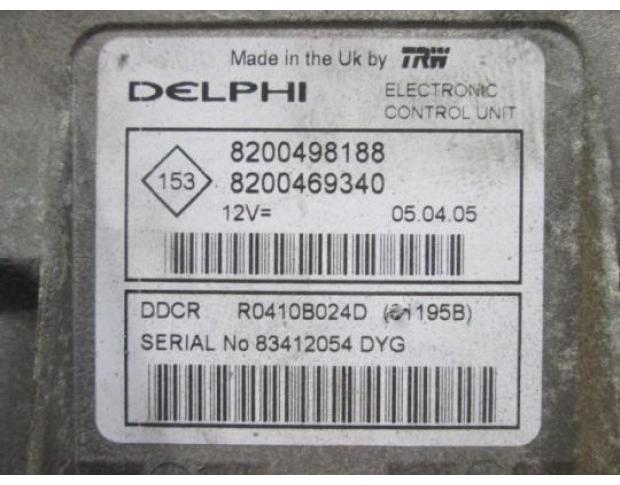 Made in the Uk by TRW
DELPHI
ELECTRONIC
CONTROL UNIT
153
8200498188
8200469340
12V= 05.04.05
DDCR R0410B024D 195B)
SERIAL No 83412054 DYG